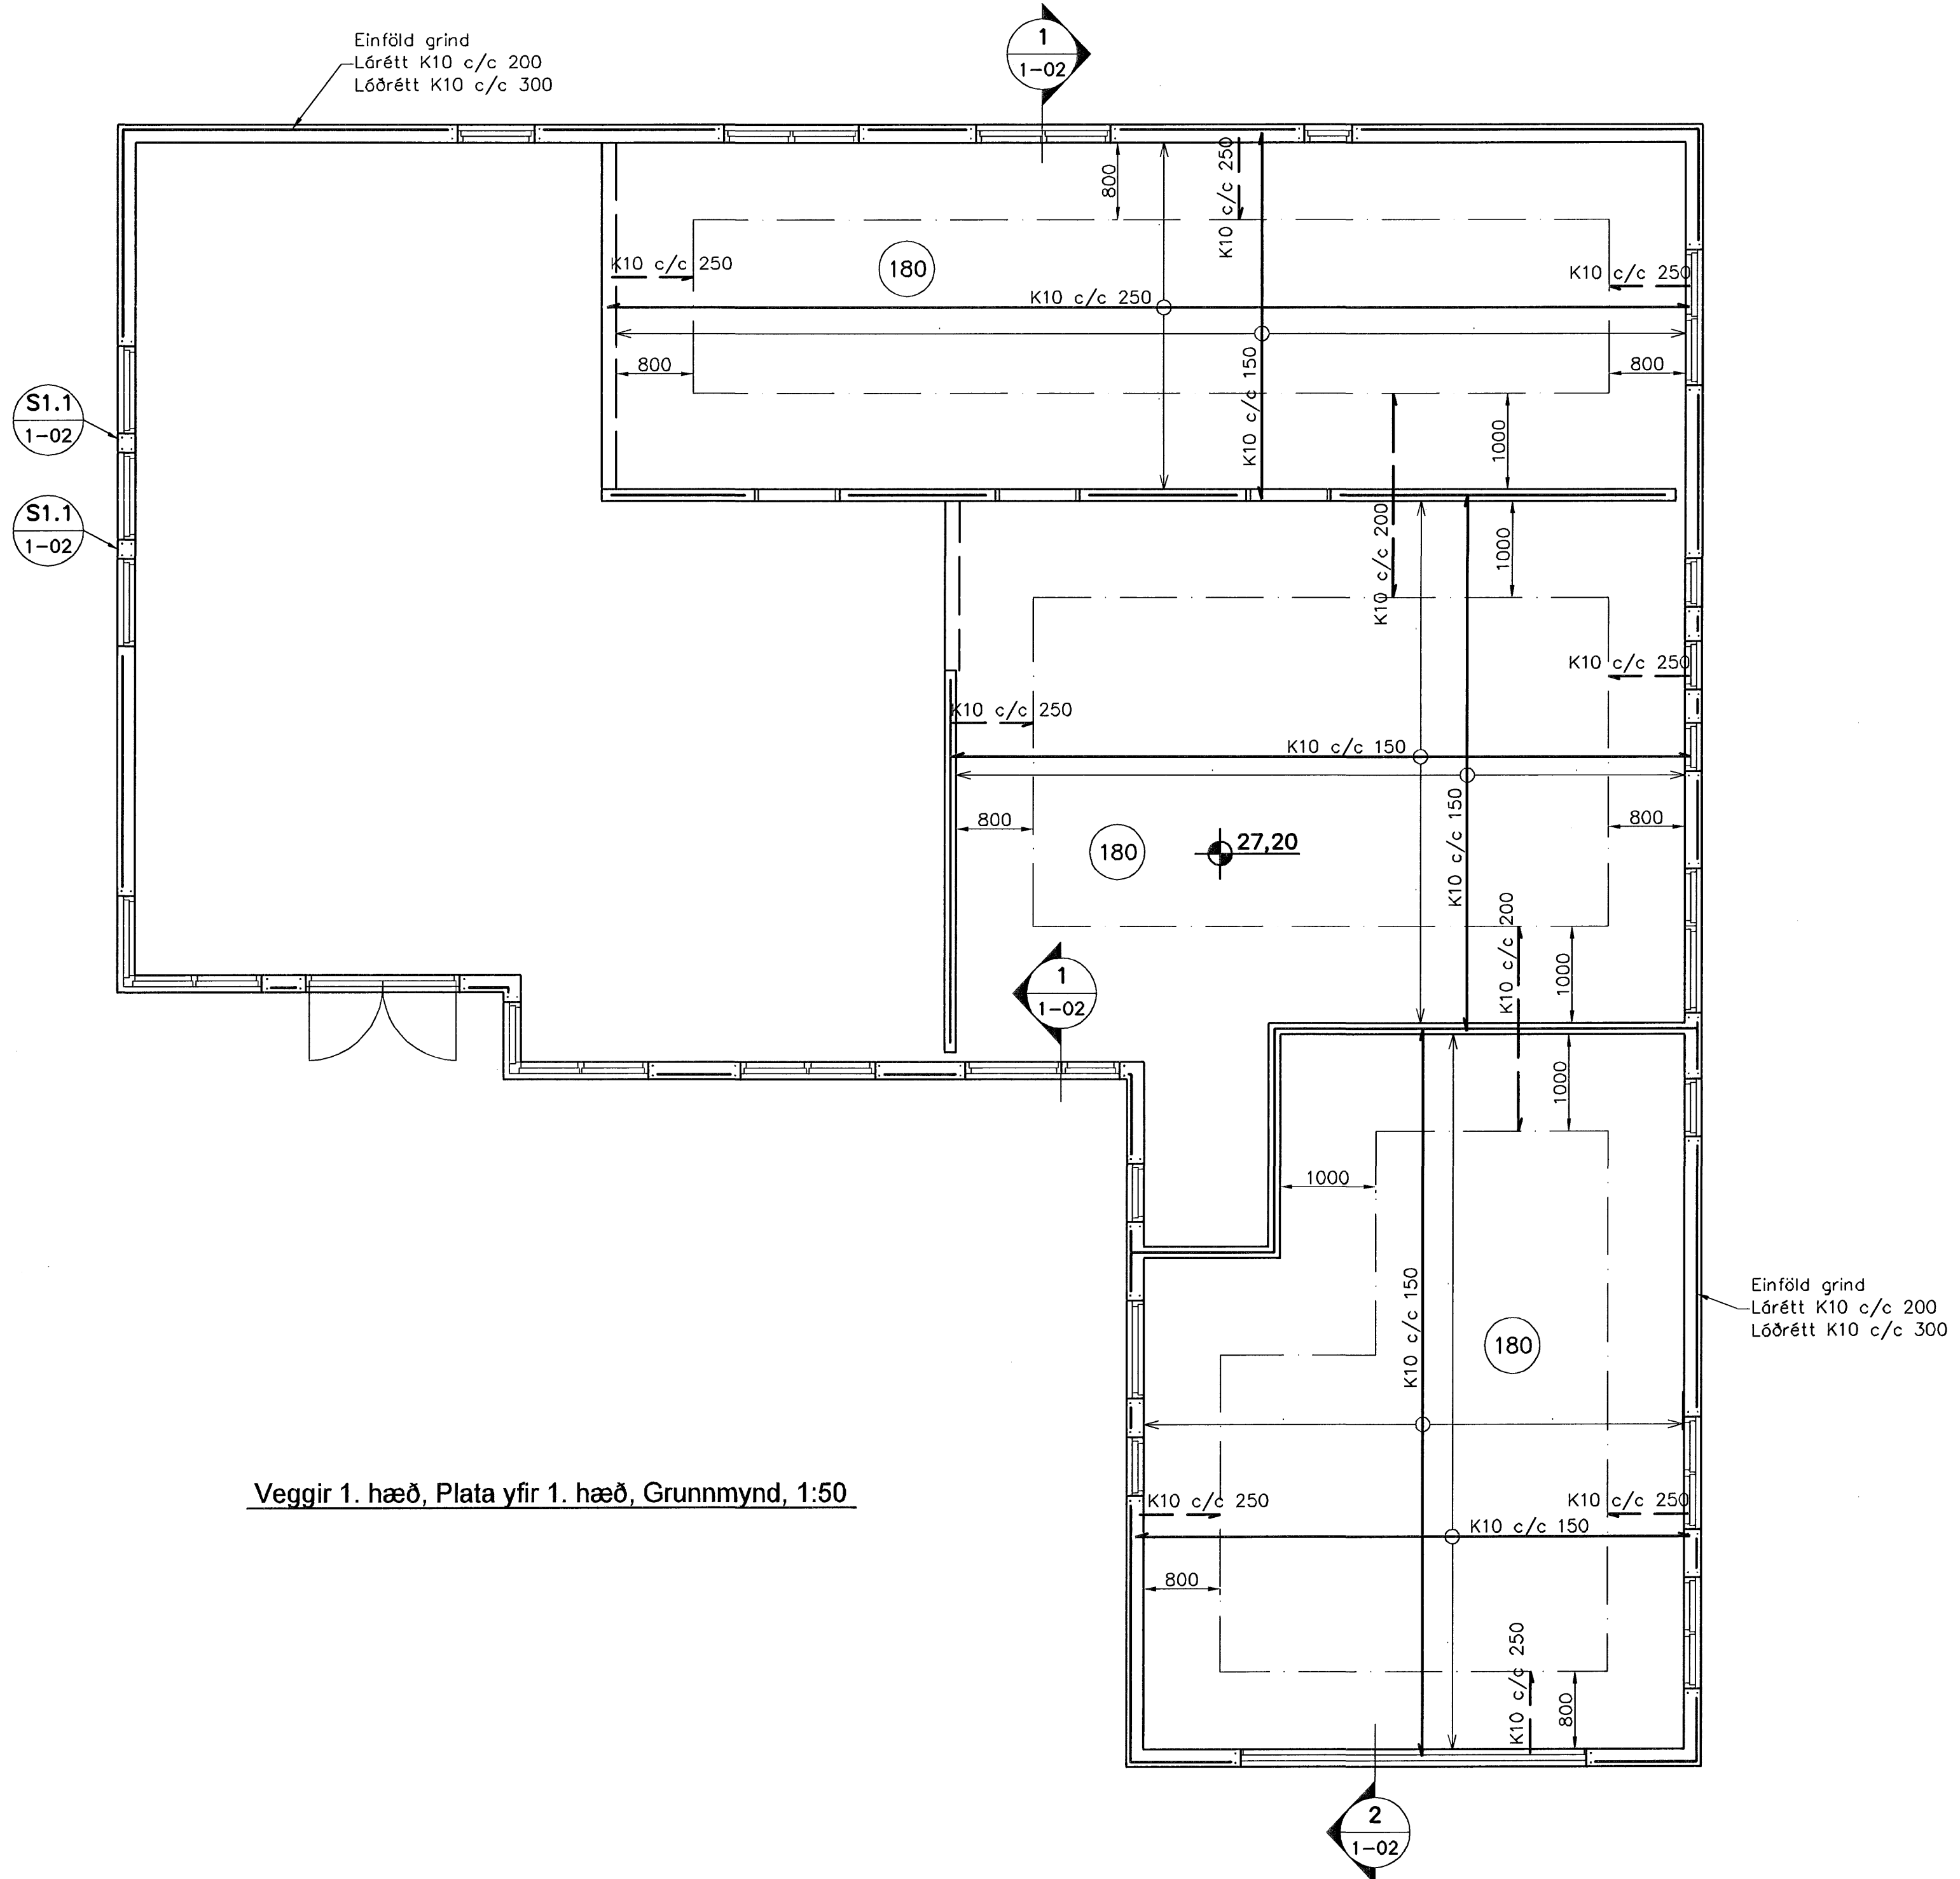 Einföld grind
Lárétt K10 c/c 200
Lóðrétt K10 c/c 300
1
1-02
800
K10 c/c 250
K10 c/c 250
180
K10 c/c 250
K10 c/c 250
800
800
K10 c/c 150
1000
S1.1
1-02
S1.1
1-02
K10 c/c 200
1000
K10 c/c 250
K10 c/c 250
K10 c/c 150
800
800
K10 c/c 150
180
27,20
K10 c/c 200
1000
1
1-02
1000
1000
K10 c/c 150
Einföld grind
Lárétt K10 c/c 200
Lóðrétt K10 c/c 300
180
Veggir 1. hæð, Plata yfir 1. hæð, Grunnmynd, 1:50
K10 c/c 250
K10 c/c 250
K10 c/c 150
800
K10 c/c 250
800
2
1-02